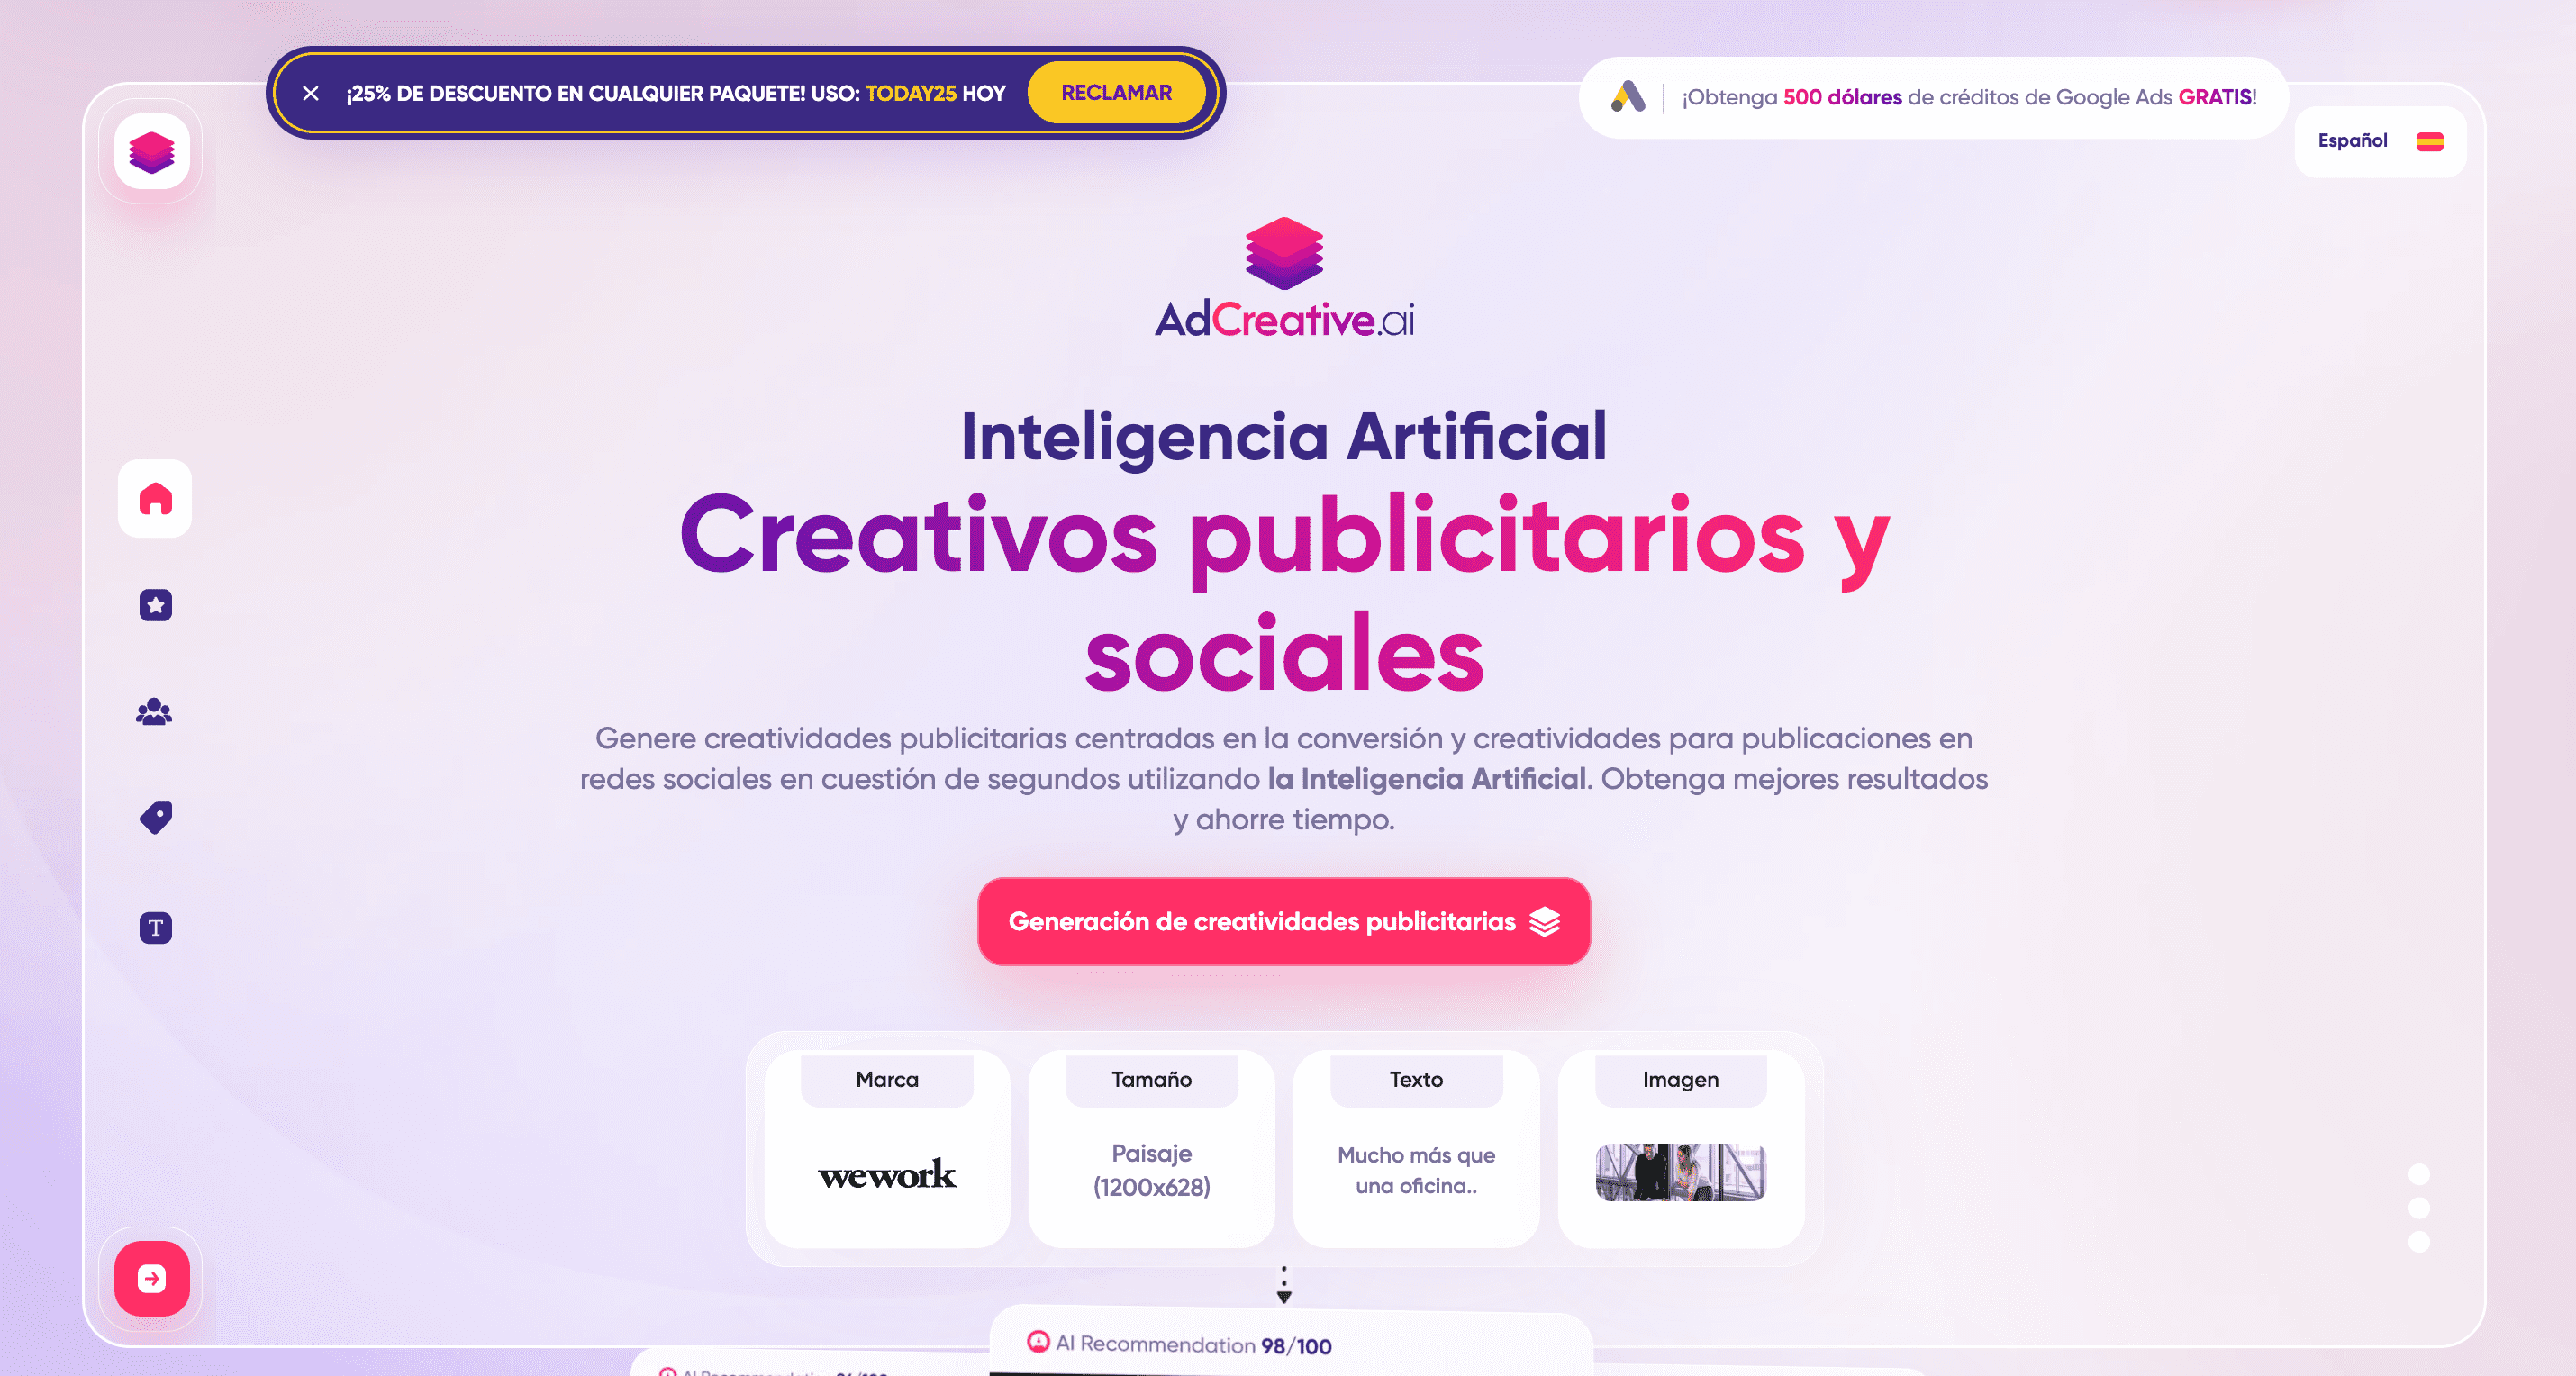 ¡25% DE DESCUENTO EN CUALQUIER PAQUETE! USO: TODAY25 HOY
RECLAMAR
¡Obtenga 500 dólares de créditos de Google Ads GRATIS!
Español
AdCreative.ai
Inteligencia Artificial
Creativos publicitarios y
sociales
Genere creatividades publicitarias centradas en la conversión y creatividades para publicaciones en
redes sociales en cuestión de segundos utilizando la Inteligencia Artificial. Obtenga mejores resultados
y ahorre tiempo.
Generación de creatividades publicitarias
T
Marca
wework
Tamaño
Paisaje
(1200x628)
Texto
Mucho más que
una oficina..
Imagen
AI Recommendation 98/100